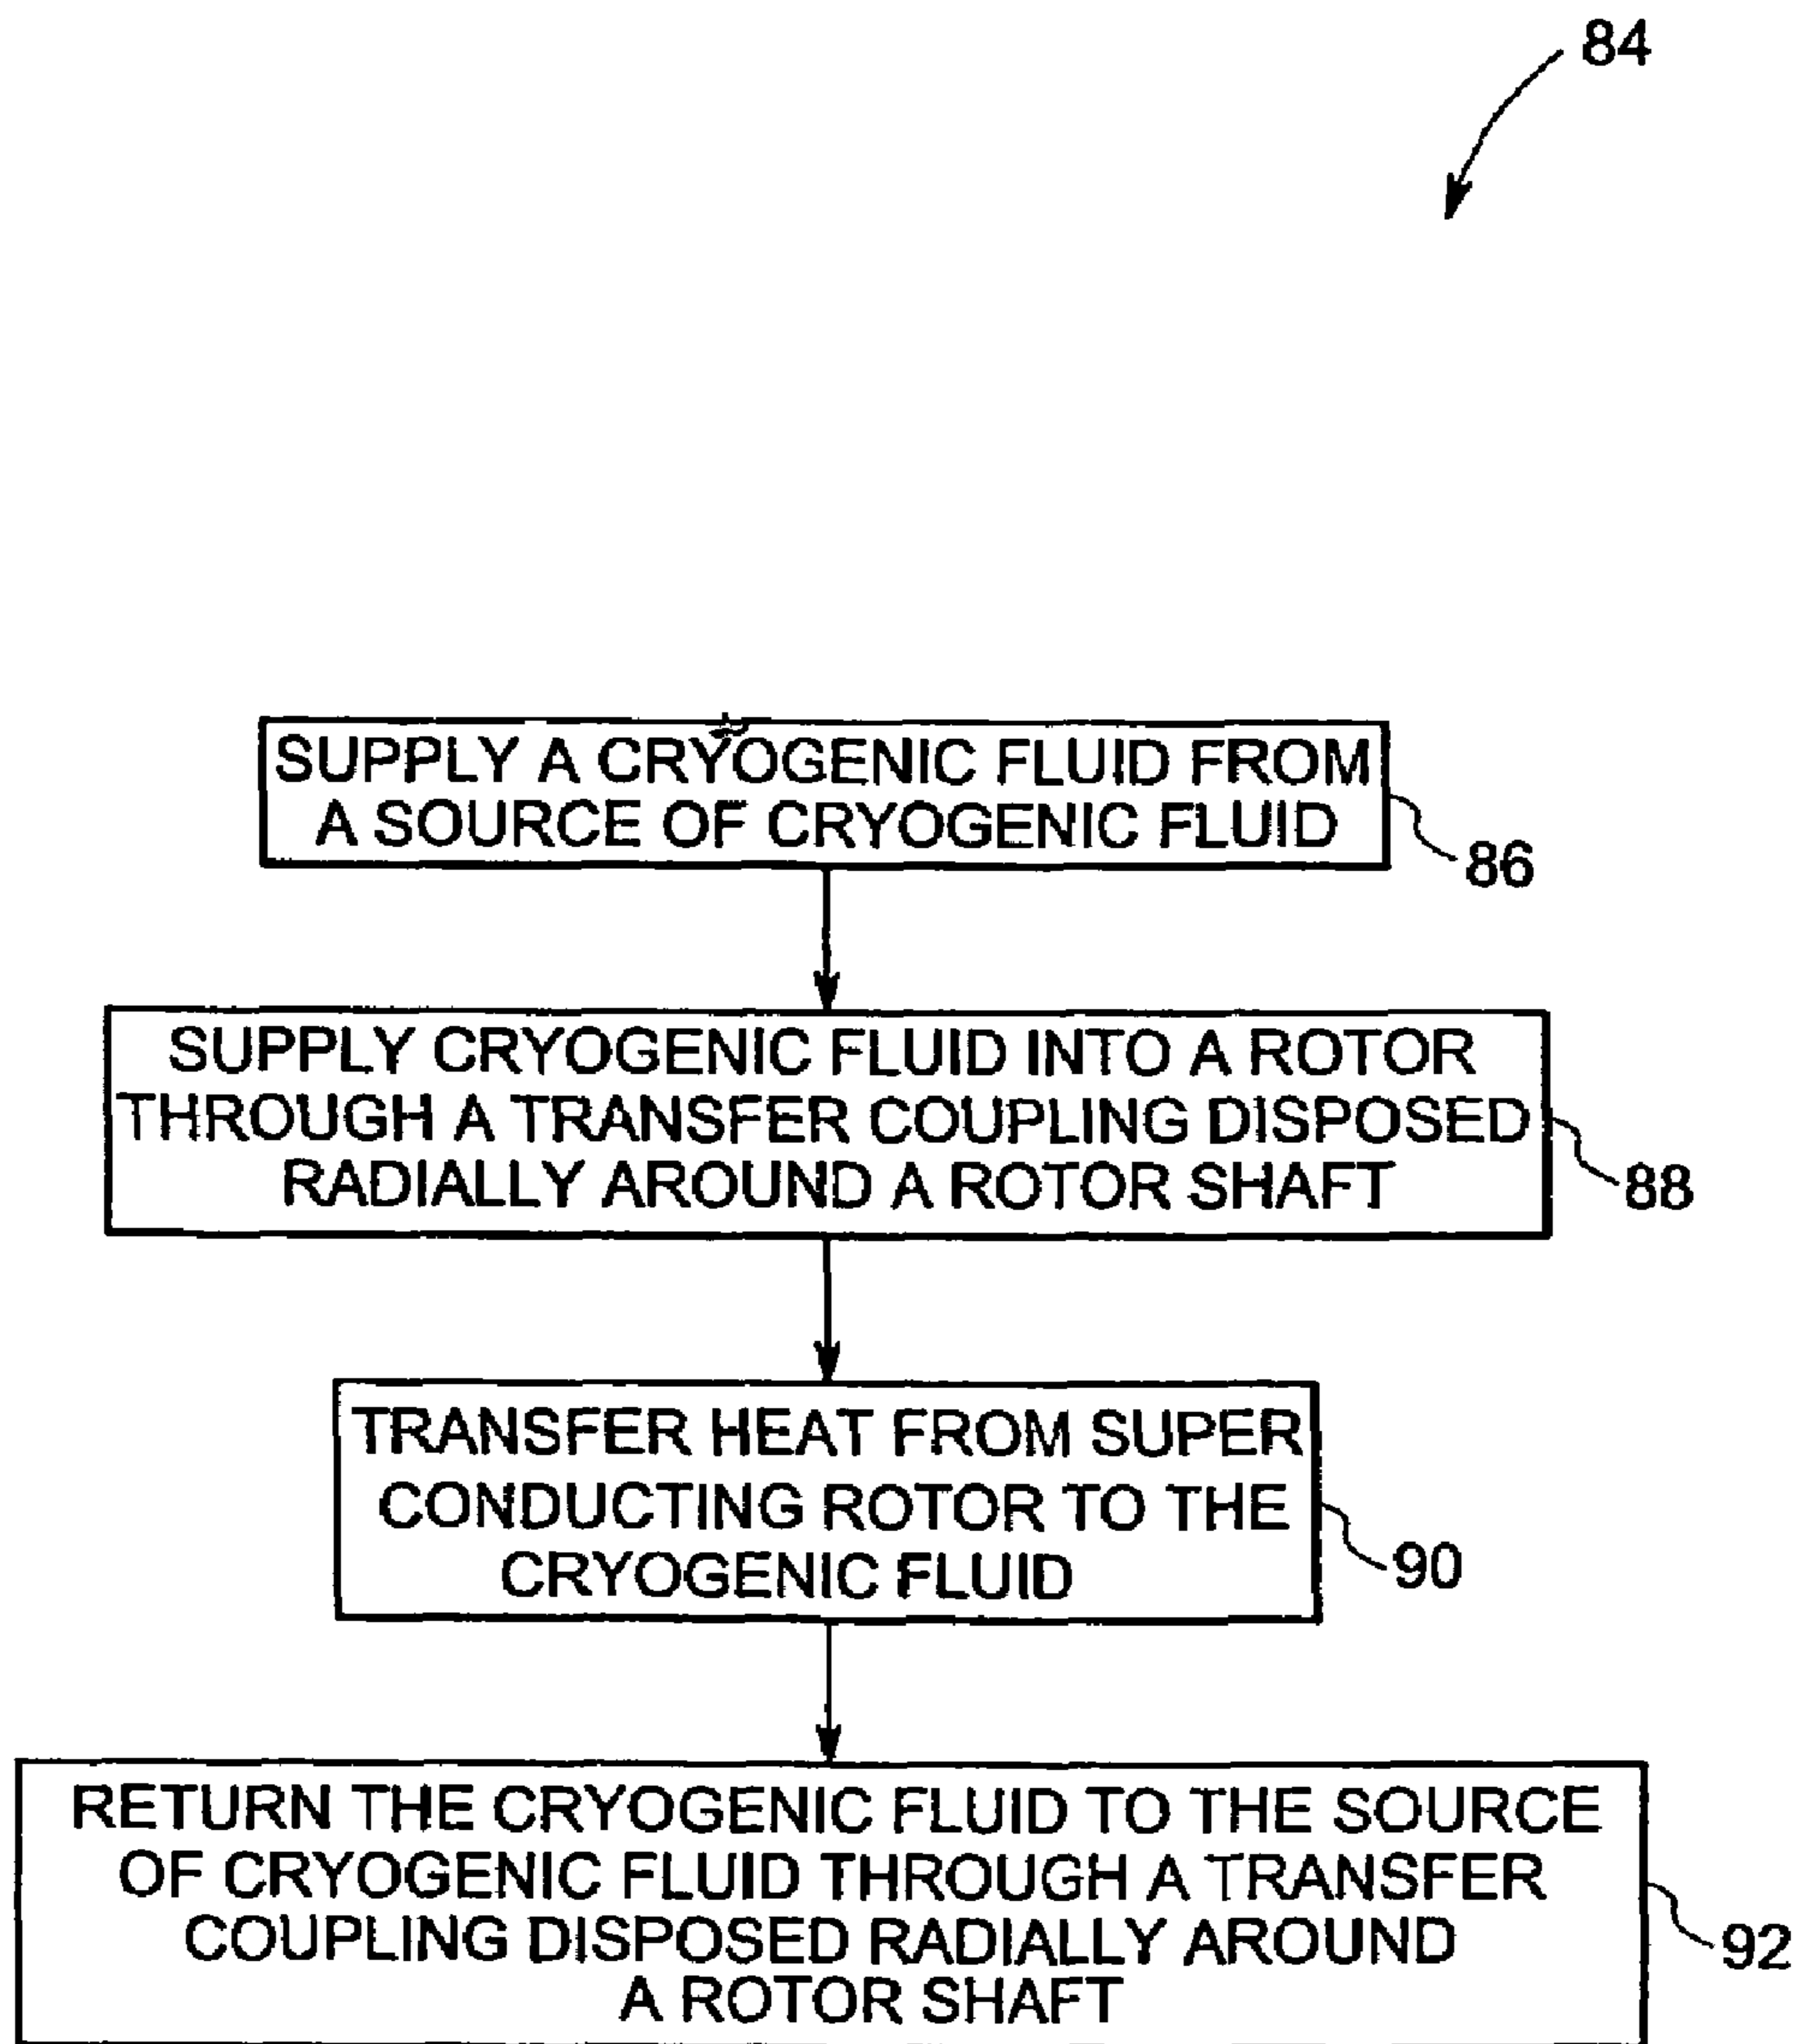 84
SUPPLY A CRYOGENIC FLUID FROM
A SOURCE OF CRYOGENIC FLUID
86
SUPPLY CRYOGENIC FLUID INTO A ROTOR
THROUGH A TRANSFER COUPLING DISPOSED
RADIALLY AROUND A ROTOR SHAFT
88
TRANSFER HEAT FROM SUPER
CONDUCTING ROTOR TO THE
CRYOGENIC FLUID
90
RETURN THE CRYOGENIC FLUID TO THE SOURCE
OF CRYOGENIC FLUID THROUGH A TRANSFER
COUPLING DISPOSED RADIALLY AROUND
A ROTOR SHAFT
92